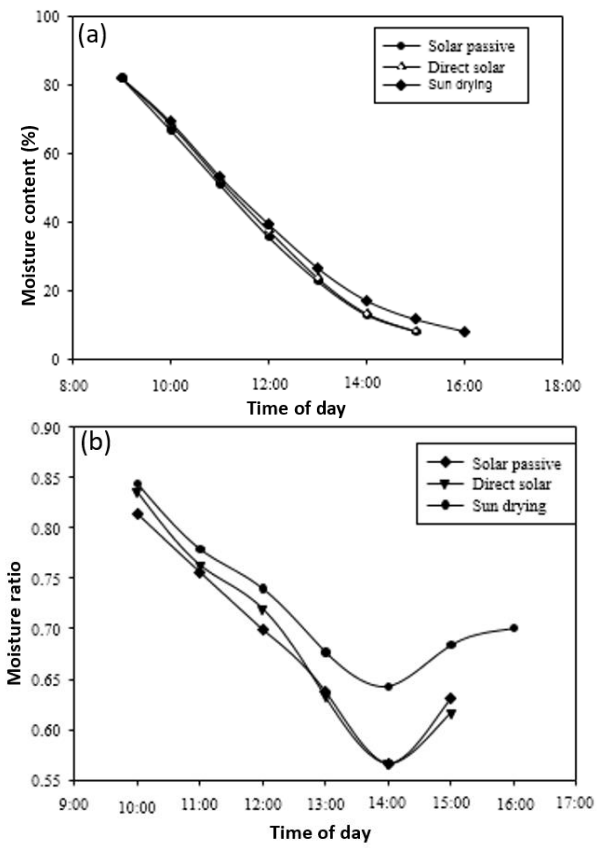 (a)
100
80
60
40
20
0
Moisture content (%)
Solar passive
Direct solar
Sun drying
8:00 10:00 12:00 14:00 16:00 18:00
Time of day
(b)
0.90
0.85
0.80
0.75
0.70
0.65
0.60
0.55
Moisture ratio
Solar passive
Direct solar
Sun drying
9:00 10:00 11:00 12:00 13:00 14:00 15:00 16:00 17:00
Time of day